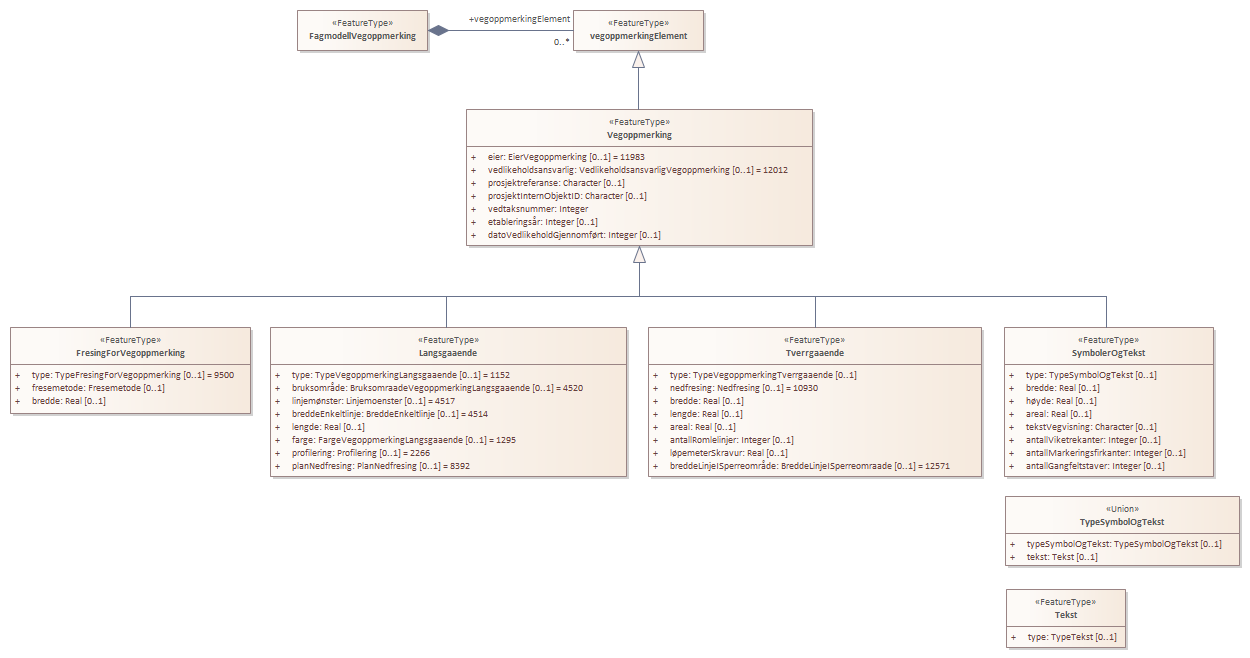 «FeatureType»
FagmodellVegoppmerking
+vegoppmerkingElement
0..*
«FeatureType»
vegoppmerkingElement
«FeatureType»
Vegoppmerking
+ eier: EierVegoppmerking [0..1] = 11983
+ vedlikeholdsansvarlig: VedlikeholdsansvarligVegoppmerking [0..1] = 12012
+ prosjektreferanse: Character [0..1]
+ prosjektInternObjektID: Character [0..1]
+ vedtaksnummer: Integer
+ etableringsår: Integer [0..1]
+ datoVedlikeholdGjennomført: Integer [0..1]
«FeatureType»
FresingForVegoppmerking
+ type: TypeFresingForVegoppmerking [0..1] = 9500
+ fresemetode: Fresemetode [0..1]
+ bredde: Real [0..1]
«FeatureType»
Langsgaaende
+ type: TypeVegoppmerkingLangsgaaende [0..1] = 1152
+ bruksområde: BruksomraadeVegoppmerkingLangsgaaende [0..1] = 4520
+ linjemønster: Linjemoenster [0..1] = 4517
+ breddeEnkeltlinje: BreddeEnkeltlinje [0..1] = 4514
+ lengde: Real [0..1]
+ farge: FargeVegoppmerkingLangsgaaende [0..1] = 1295
+ profilering: Profilering [0..1] = 2266
+ planNedfresing: PlanNedfresing [0..1] = 8392
«FeatureType»
Tverrgaaende
+ type: TypeVegoppmerkingTverrgaaende [0..1]
+ nedfresing: Nedfresing [0..1] = 10930
+ bredde: Real [0..1]
+ lengde: Real [0..1]
+ areal: Real [0..1]
+ antallRomlelinjer: Integer [0..1]
+ løpemeterSkravur: Real [0..1]
+ breddeLinjeISperreområde: BreddeLinjeISperreomraade [0..1] = 12571
«FeatureType»
SymbolerOgTekst
+ type: TypeSymbolOgTekst [0..1]
+ bredde: Real [0..1]
+ høyde: Real [0..1]
+ areal: Real [0..1]
+ tekstVegvisning: Character [0..1]
+ antallViketrekanter: Integer [0..1]
+ antallMarkeringsfirkanter: Integer [0..1]
+ antallGangfeltstaver: Integer [0..1]
«Union»
TypeSymbolOgTekst
+ typeSymbolOgTekst: TypeSymbolOgTekst [0..1]
+ tekst: Tekst [0..1]
«FeatureType»
Tekst
+ type: TypeTekst [0..1]